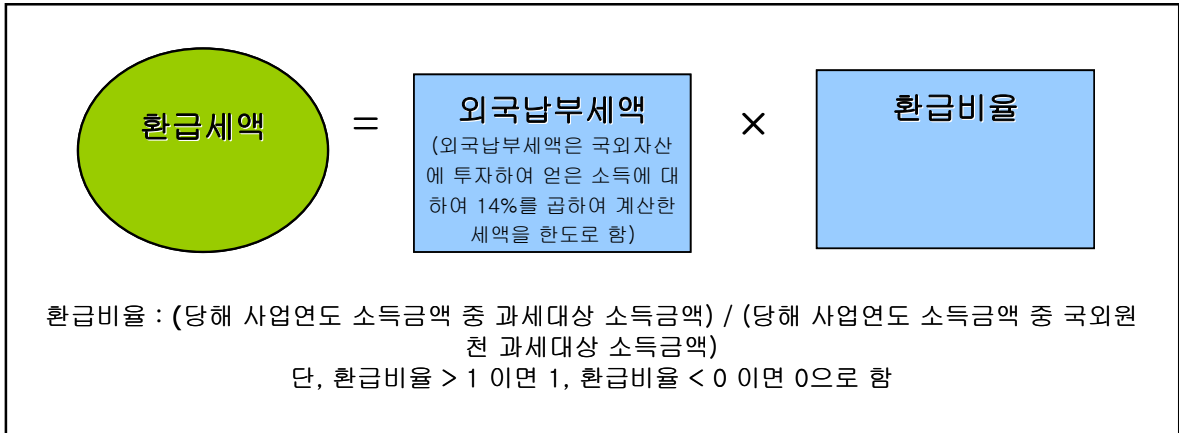 환급세액
=
외국납부세액
(외국납부세액은 국외자산
에 투자하여 얻은 소득에 대
하여 14%를 곱하여 계산한
세액을 한도로 함)
×
환급비율
환급비율 : (당해 사업연도 소득금액 중 과세대상 소득금액) / (당해 사업연도 소득금액 중 국외원
천 과세대상 소득금액)
단, 환급비율 > 1 이면 1, 환급비율 < 0 이면 0으로 함